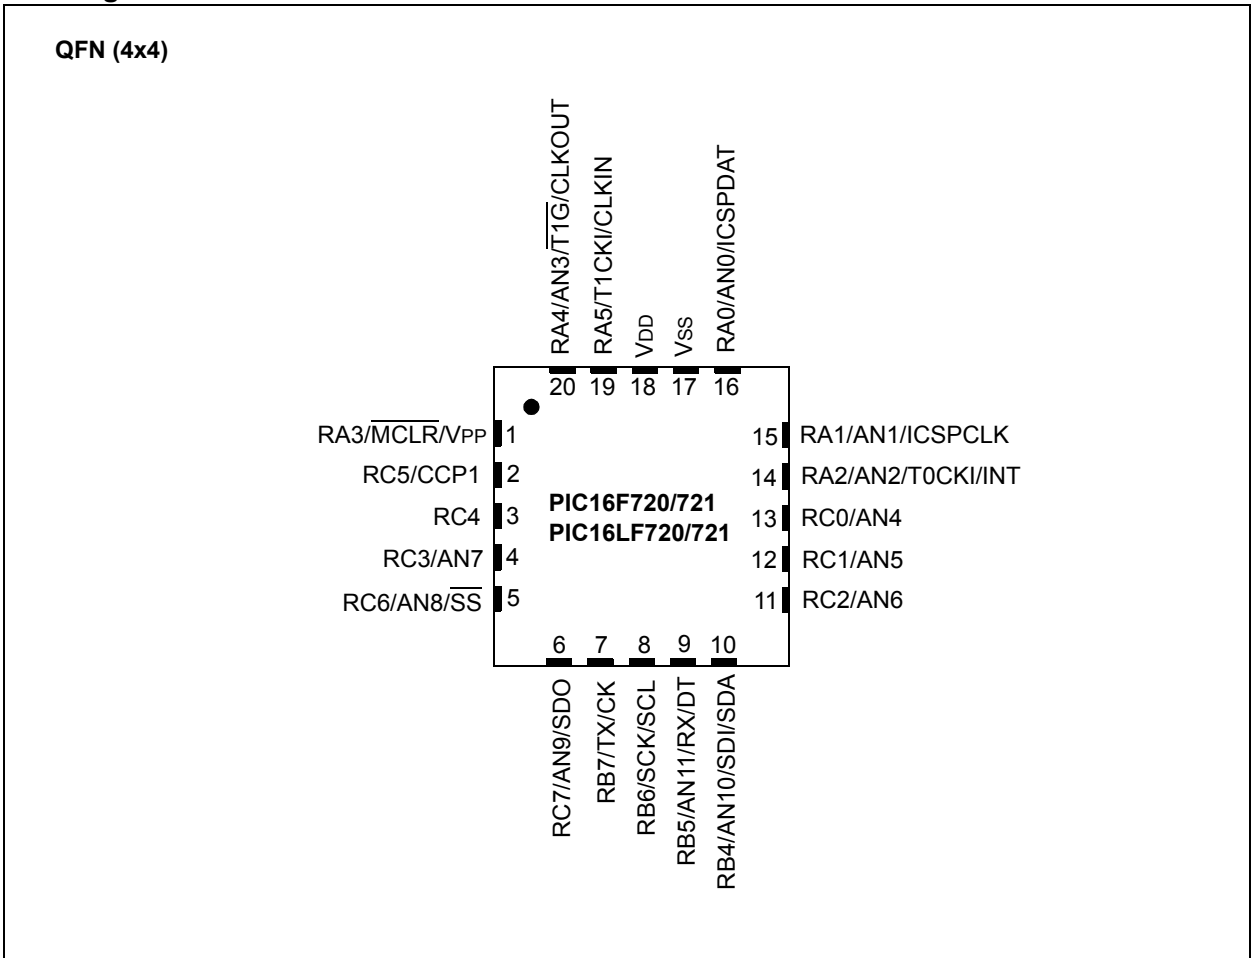 QFN (4x4)
RA4/AN3/T1G/CLKOUT
RA5/T1CKI/CLKIN
VDD
VSS
RA0/AN0/ICSPDAT
20 19 18 17 16
RA3/MCLR/VPP 1
RC5/CCP1 2
RC4 3
RC3/AN7 4
RC6/AN8/SS 5
PIC16F720/721
PIC16LF720/721
15 RA1/AN1/ICSPCLK
14 RA2/AN2/T0CKI/INT
13 RC0/AN4
12 RC1/AN5
11 RC2/AN6
6 7 8 9 10
RC7/AN9/SDO
RB7/TX/CK
RB6/SCK/SCL
RB5/AN11/RX/DT
RB4/AN10/SDI/SDA